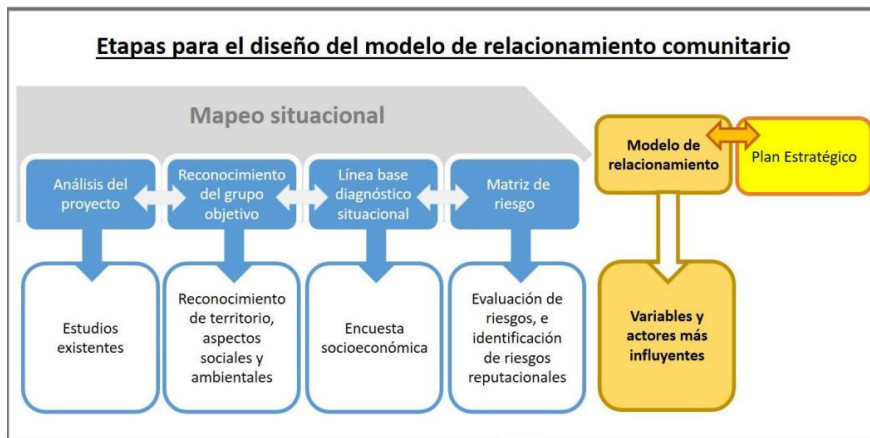 Etapas para el diseño del modelo de relacionamiento comunitario
Mapeo situacional
Análisis del
proyecto
Reconocimiento
del grupo
objetivo
Línea base
diagnóstico
situacional
Matriz de
riesgo
Modelo de
relacionamiento
Plan Estratégico
Estudios
existentes
Reconocimiento
de territorio,
aspectos
sociales y
ambientales
Encuesta
socioeconómica
Evaluación de
riesgos, e
identificación
de riesgos
reputacionales
Variables y
actores más
influyentes